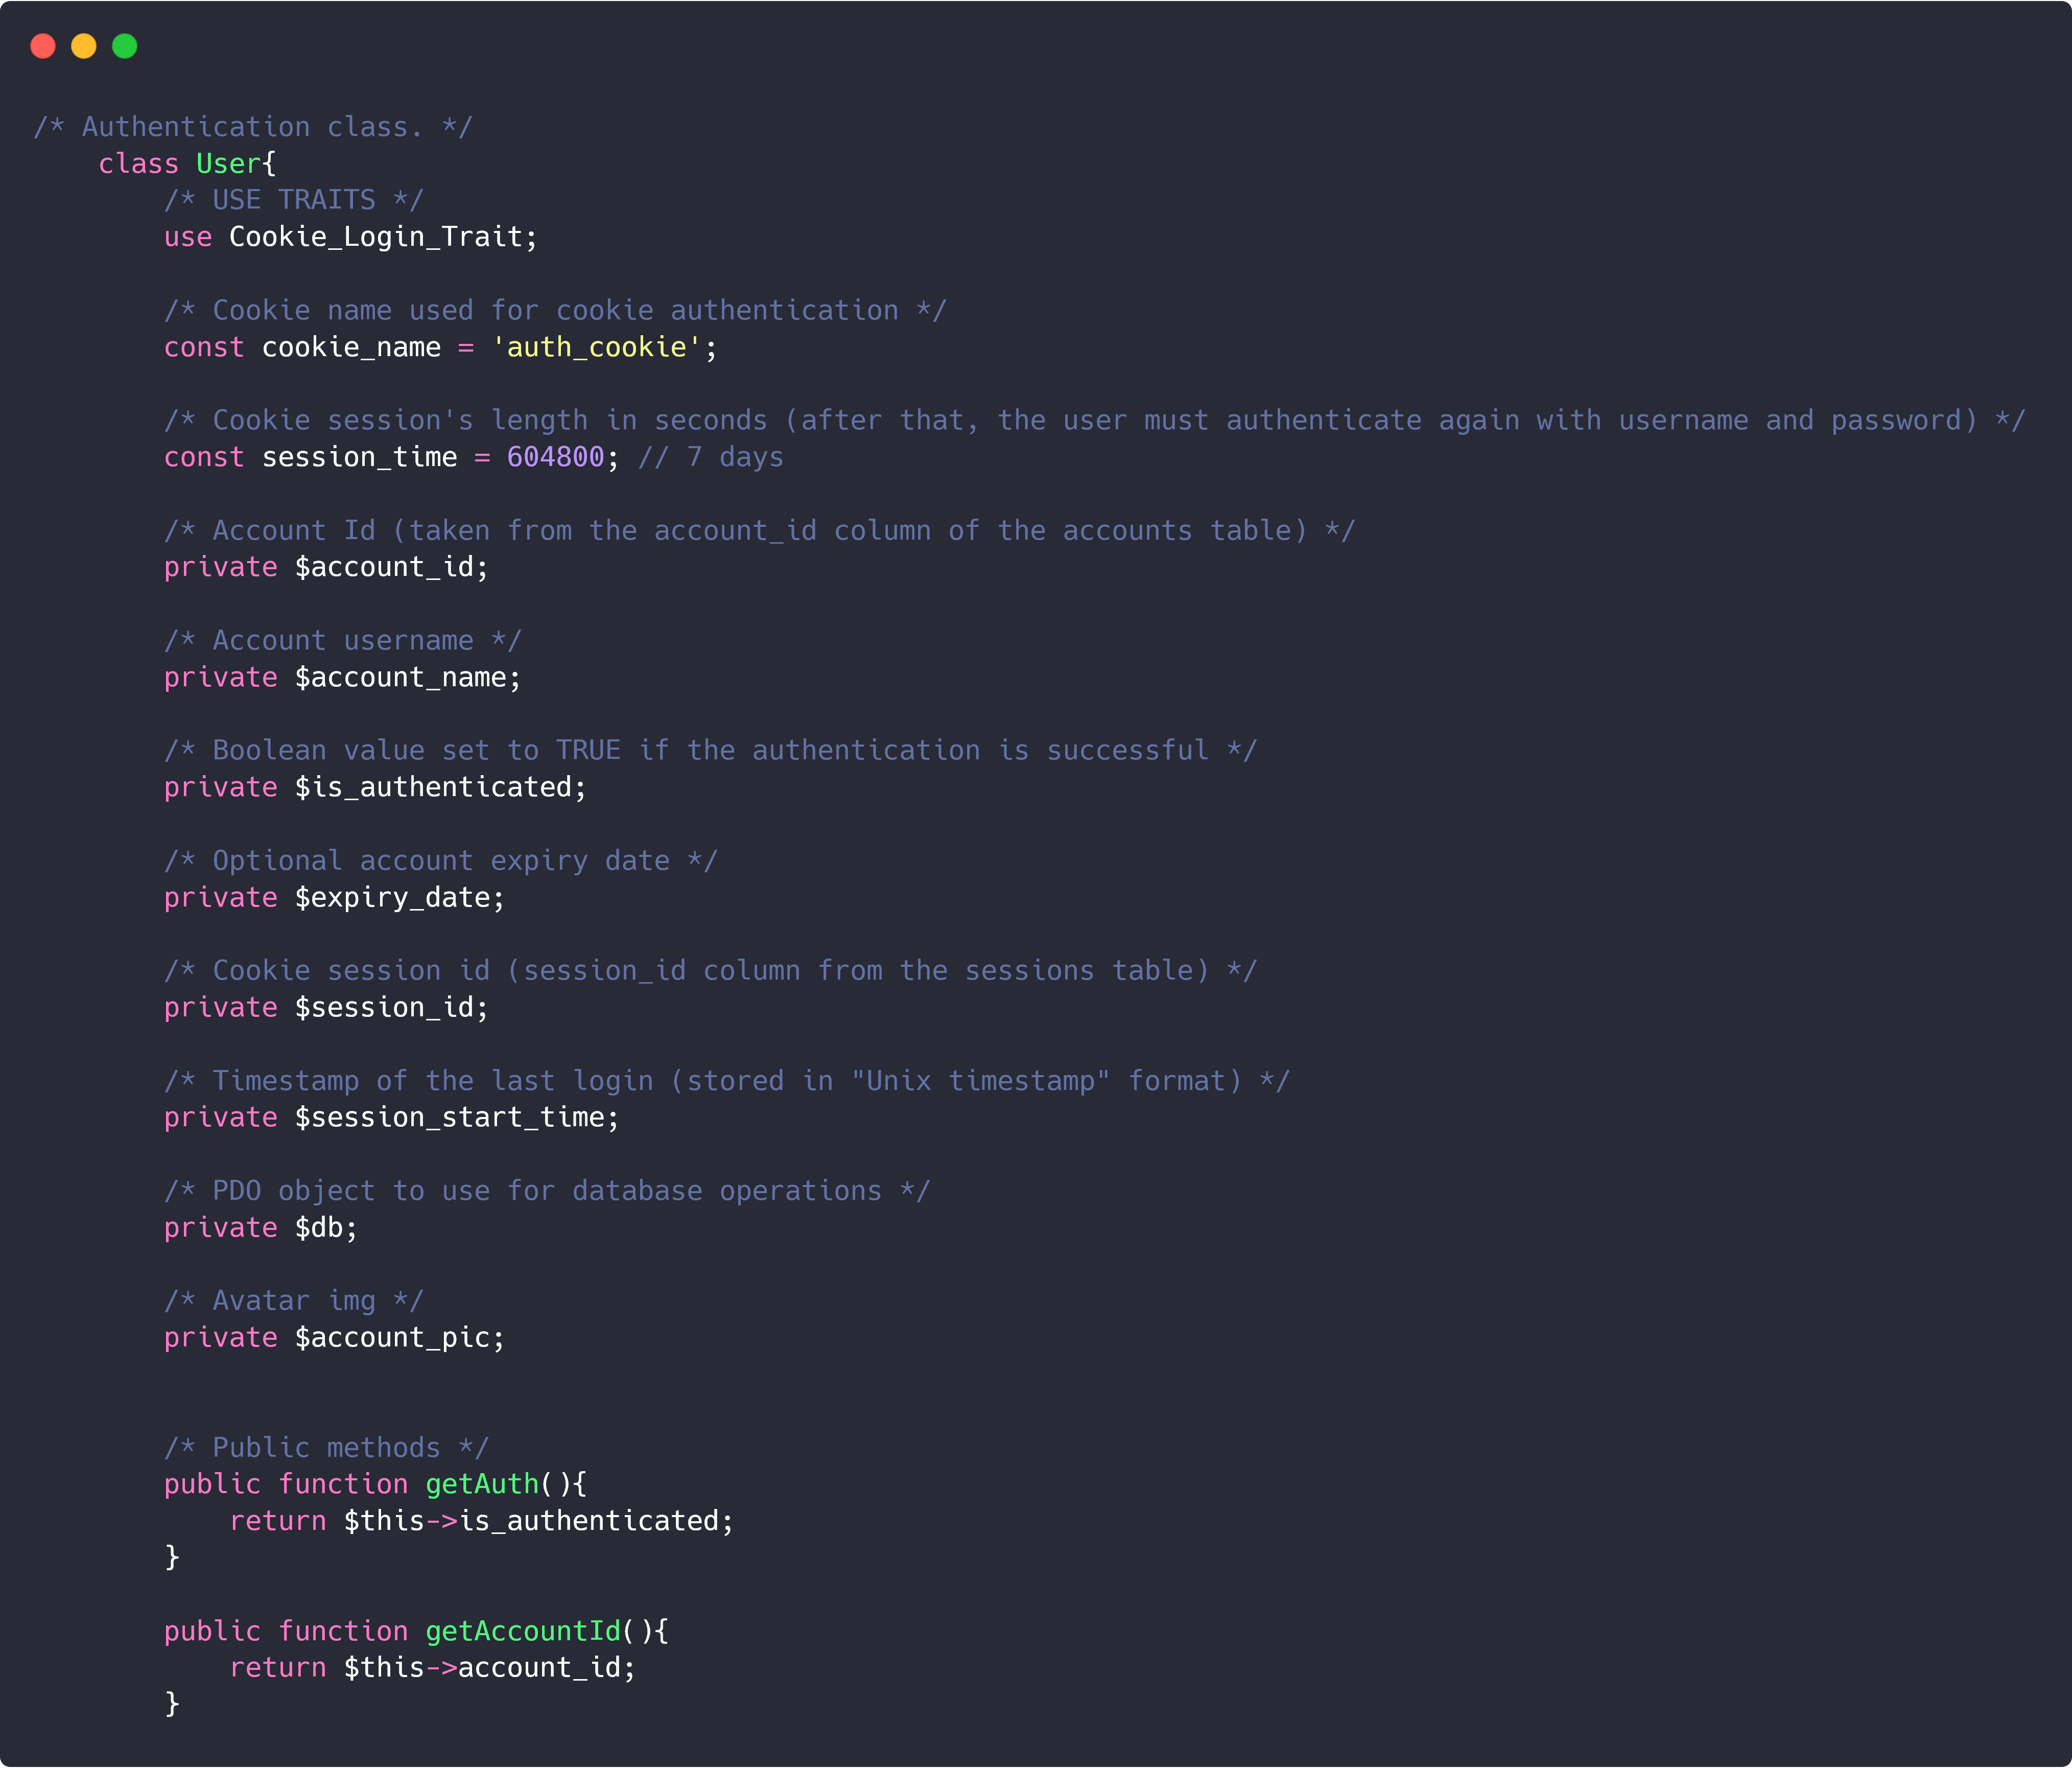 /* Authentication class. */
class User{
/* USE TRAITS */
use Cookie_Login_Trait;
/* Cookie name used for cookie authentication */
const cookie_name = 'auth_cookie';
/* Cookie session's length in seconds (after that, the user must authenticate again with username and password) */
const session_time = 604800; // 7 days
/* Account Id (taken from the account_id column of the accounts table) */
private $account_id;
/* Account username */
private $account_name;
/* Boolean value set to TRUE if the authentication is successful */
private $is_authenticated;
/* Optional account expiry date */
private $expiry_date;
/* Cookie session id (session_id column from the sessions table) */
private $session_id;
/* Timestamp of the last login (stored in "Unix timestamp" format) */
private $session_start_time;
/* PDO object to use for database operations */
private $db;
/* Avatar img */
private $account_pic;
/* Public methods */
public function getAuth(){
return $this->is_authenticated;
}
public function getAccountId(){
return $this->account_id;
}